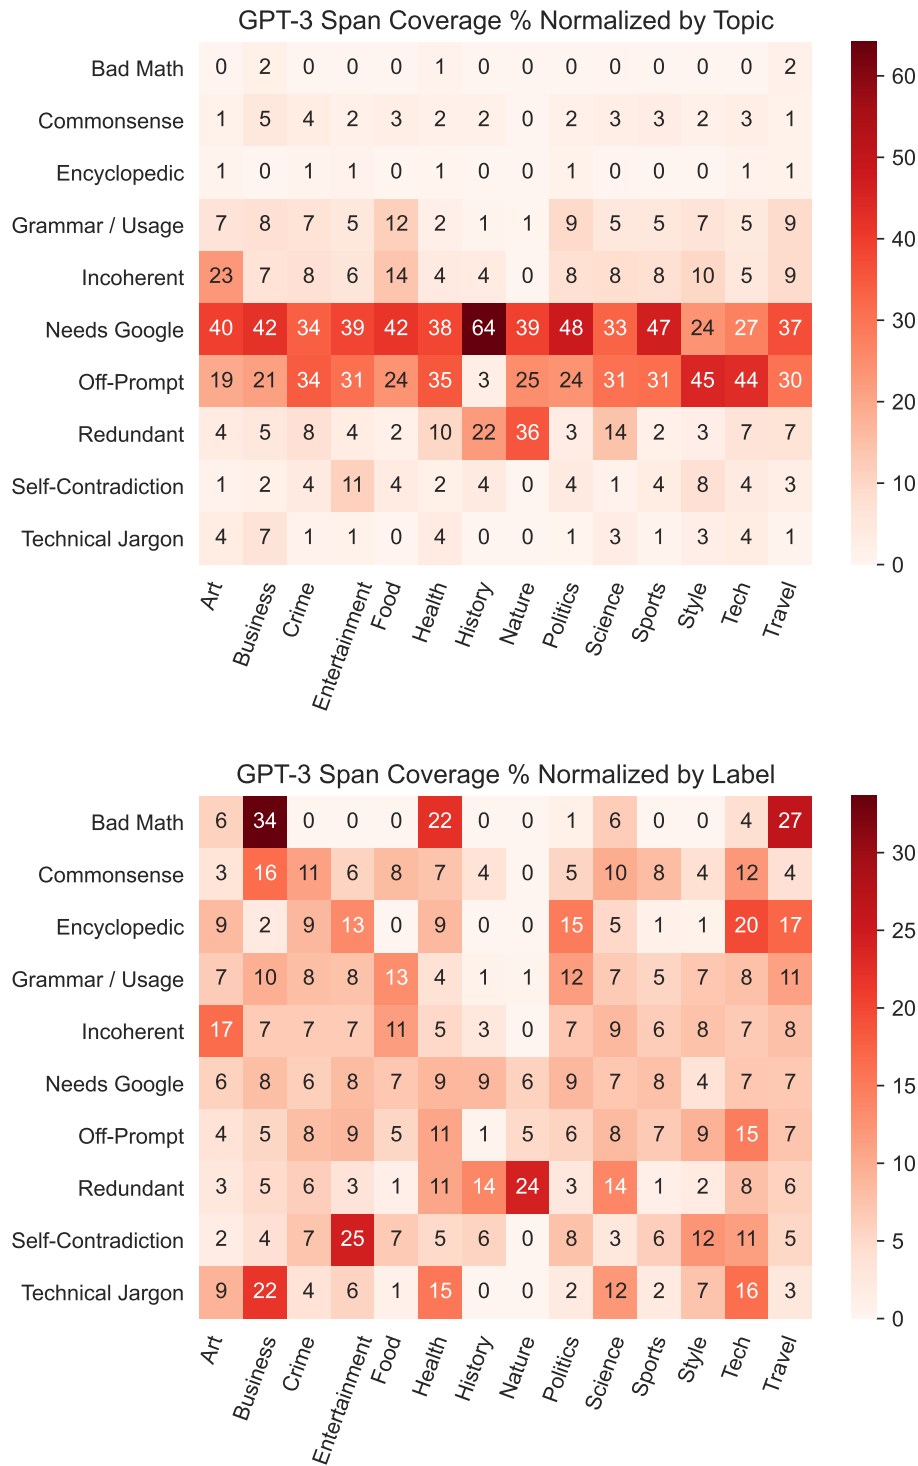 GPT-3 Span Coverage % Normalized by Topic
Bad Math 0 2 0 0 0 1 0 0 0 0 0 0 0 2
Commonsense 1 5 4 2 3 2 2 0 2 3 3 2 3 1
Encyclopedic 1 0 1 1 0 1 0 0 1 0 0 0 1 1
Grammar / Usage 7 8 7 5 12 2 1 1 9 5 5 7 5 9
Incoherent 23 7 8 6 14 4 4 0 8 8 8 10 5 9
Needs Google 40 42 34 39 42 38 64 39 48 33 47 24 27 37
Off-Prompt 19 21 34 31 24 35 3 25 24 31 31 45 44 30
Redundant 4 5 8 4 2 10 22 36 3 14 2 3 7 7
Self-Contradiction 1 2 4 11 4 2 4 0 4 1 4 8 4 3
Technical Jargon 4 7 1 1 0 4 0 0 1 3 1 3 4 1
Art Business Crime Entertainment Food Health History Nature Politics Science Sports Style Tech Travel
60
50
40
30
20
10
0
GPT-3 Span Coverage % Normalized by Label
Bad Math 6 34 0 0 0 22 0 0 1 6 0 0 4 27
Commonsense 3 16 11 6 8 7 4 0 5 10 8 4 12 4
Encyclopedic 9 2 9 13 0 9 0 0 15 5 1 1 20 17
Grammar / Usage 7 10 8 8 13 4 1 1 12 7 5 7 8 11
Incoherent 17 7 7 7 11 5 3 0 7 9 6 8 7 8
Needs Google 6 8 6 8 7 9 9 6 9 7 8 4 7 7
Off-Prompt 4 5 8 9 5 11 1 5 6 8 7 9 15 7
Redundant 3 5 6 3 1 11 14 24 3 14 1 2 8 6
Self-Contradiction 2 4 7 25 7 5 6 0 8 3 6 12 11 5
Technical Jargon 9 22 4 6 1 15 0 0 2 12 2 7 16 3
Art Business Crime Entertainment Food Health History Nature Politics Science Sports Style Tech Travel
30
25
20
15
10
5
0